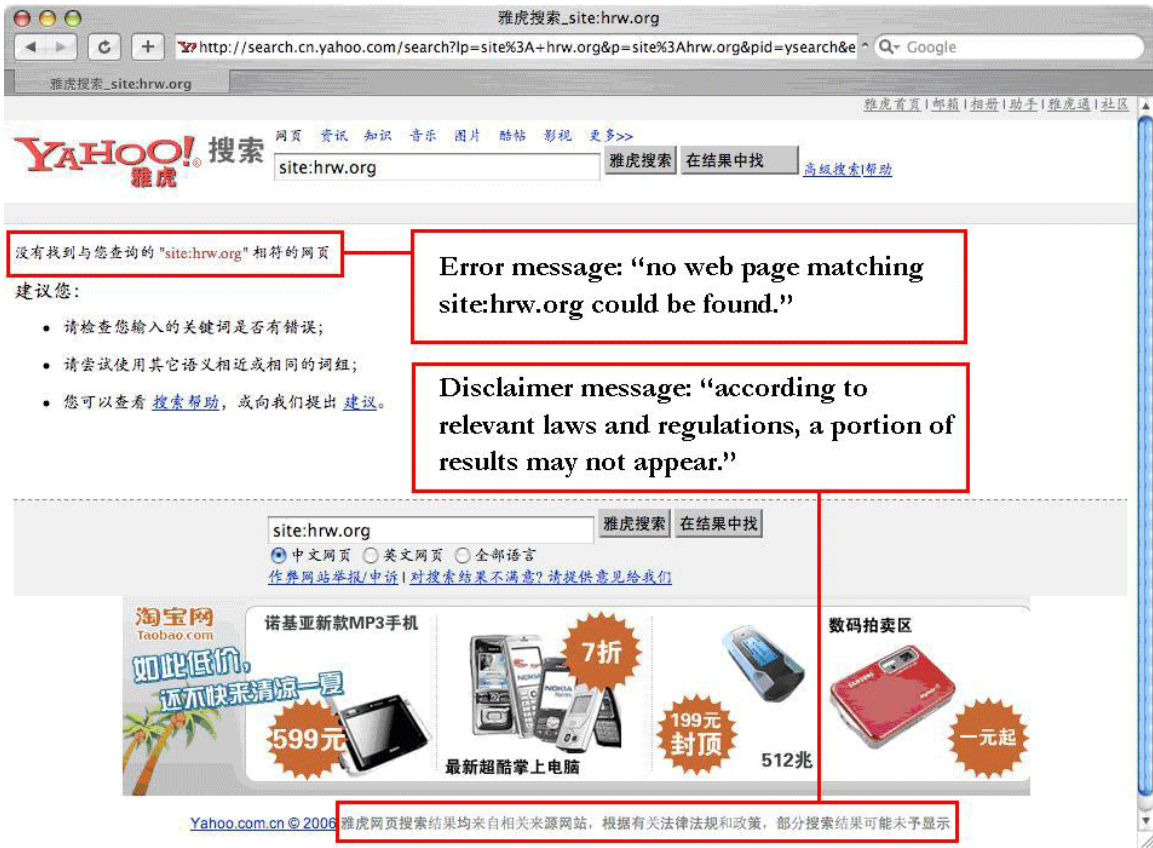 雅虎搜索_site:hrw.org
http://search.cn.yahoo.com/search?lp=site%3A+hrw.org&p=site%3Ahrw.org&pid=ysearch&e
Google
雅虎搜索_site:hrw.org
雅虎首页 | 邮箱 | 相册 | 助手 | 雅虎通 | 社区
YAHOO! 雅虎 搜索
网页 资讯 知识 音乐 图片 酷帖 影视 更多>>
site:hrw.org 雅虎搜索 在结果中找 高级搜索|帮助
没有找到与您查询的 "site:hrw.org" 相符的网页
Error message: “no web page matching
site:hrw.org could be found.”
建议您:
• 请检查您输入的关键词是否有错误;
• 请尝试使用其它语义相近或相同的词组;
• 您可以查看 搜索帮助, 或向我们提出 建议。
Disclaimer message: “according to
relevant laws and regulations, a portion of
results may not appear.”
site:hrw.org 雅虎搜索 在结果中找
中文网页 英文网页 全部语言
作弊网站举报/申诉 | 对搜索结果不满意? 请提供意见给我们
淘宝网
Taobao.com
如此低价,
还不快来清凉一夏
诺基亚新款MP3手机
599元
7折
NOKIA
NOKIA
最新超酷掌上电脑
199元
封顶
512兆
数码拍卖区
SAMSUNG
一元起
Yahoo.com.cn © 2006 雅虎网页搜索结果均来自相关来源网站，根据有关法律法规和政策，部分搜索结果可能未予显示